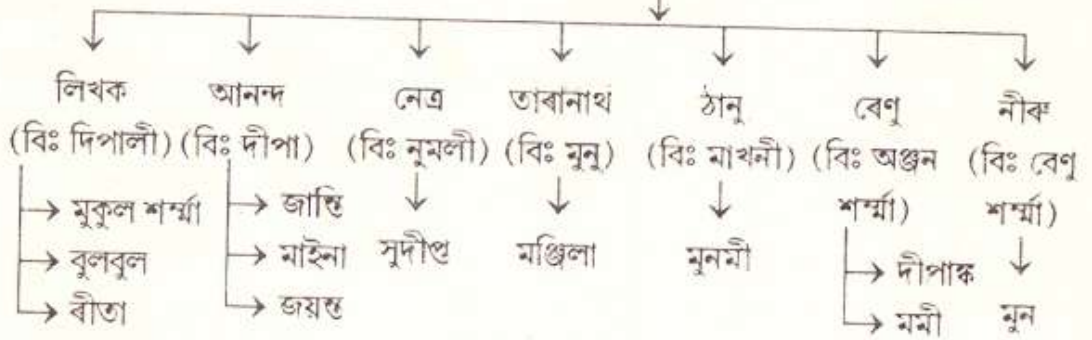 লিখক আনন্দ নেত্ৰ তাৰানাথ ঠানু বেণু নীৰু
(বিঃ দিপালী) (বিঃ দীপা) (বিঃ নুমলী) (বিঃ মুনু) (বিঃ মাখনী) (বিঃ অঞ্জন (বিঃ বেণু
মুকুল শৰ্ম্মা জান্তি শৰ্ম্মা) শৰ্ম্মা)
বুলবুল মাইনা সুদীপ্ত মঞ্জিলা মুনমী দীপাঙ্ক
ৰীতা জয়ন্ত মমী মুন